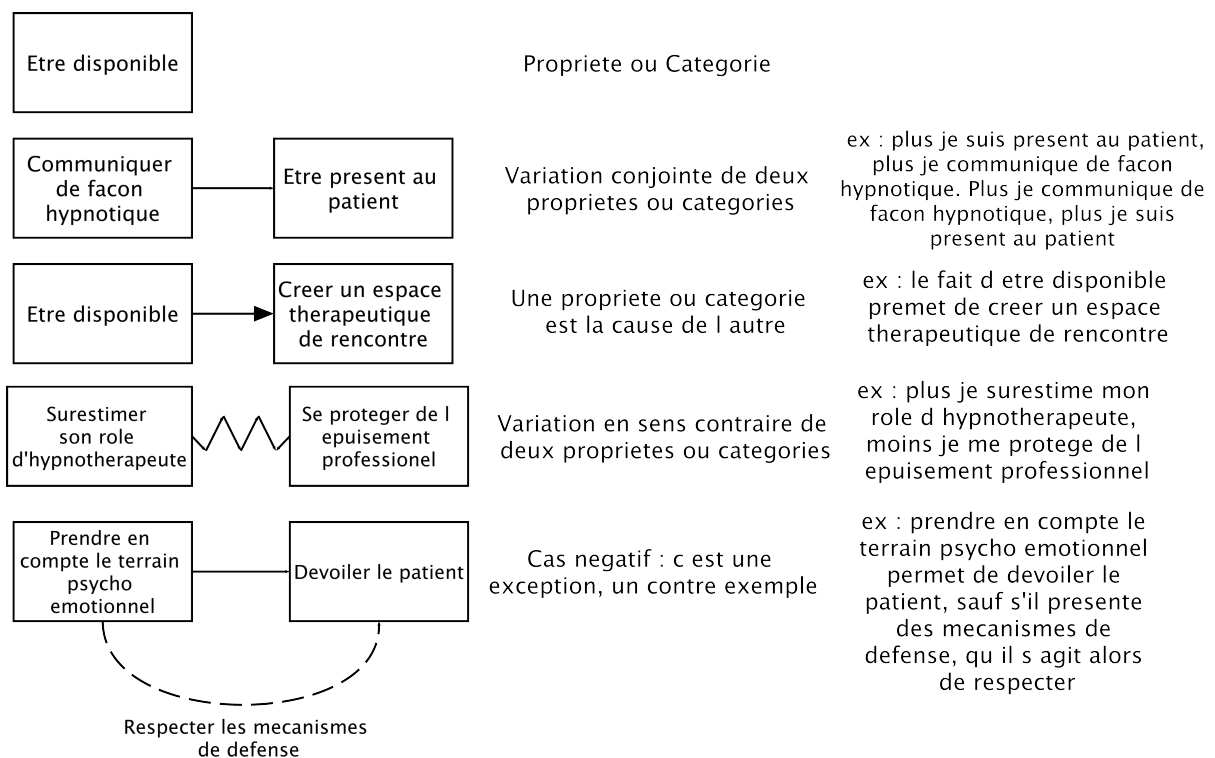 Etre disponible
Propriete ou Categorie
Communiquer
de facon
hypnotique
Etre present au
patient
Variation conjointe de deux
proprietes ou categories
ex : plus je suis present au patient,
plus je communique de facon
hypnotique. Plus je communique de
facon hypnotique, plus je suis
present au patient
Etre disponible
Creer un espace
therapeutique
de rencontre
Une propriete ou categorie
est la cause de l autre
ex : le fait d etre disponible
premet de creer un espace
therapeutique de rencontre
Surestimer
son role
d'hypnotherapeute
Se proteger de l
epuisement
professionel
Variation en sens contraire de
deux proprietes ou categories
ex : plus je surestime mon
role d hypnotherapeute,
moins je me protege de l
epuisement professionnel
Prendre en
compte le terrain
psycho
emotionnel
Devoiler le patient
Cas negatif : c est une
exception, un contre exemple
ex : prendre en compte le
terrain psycho emotionnel
permet de devoiler le
patient, sauf s'il presente
des mecanismes de
defense, qu il s agit alors
de respecter
Respecter les mecanismes
de defense